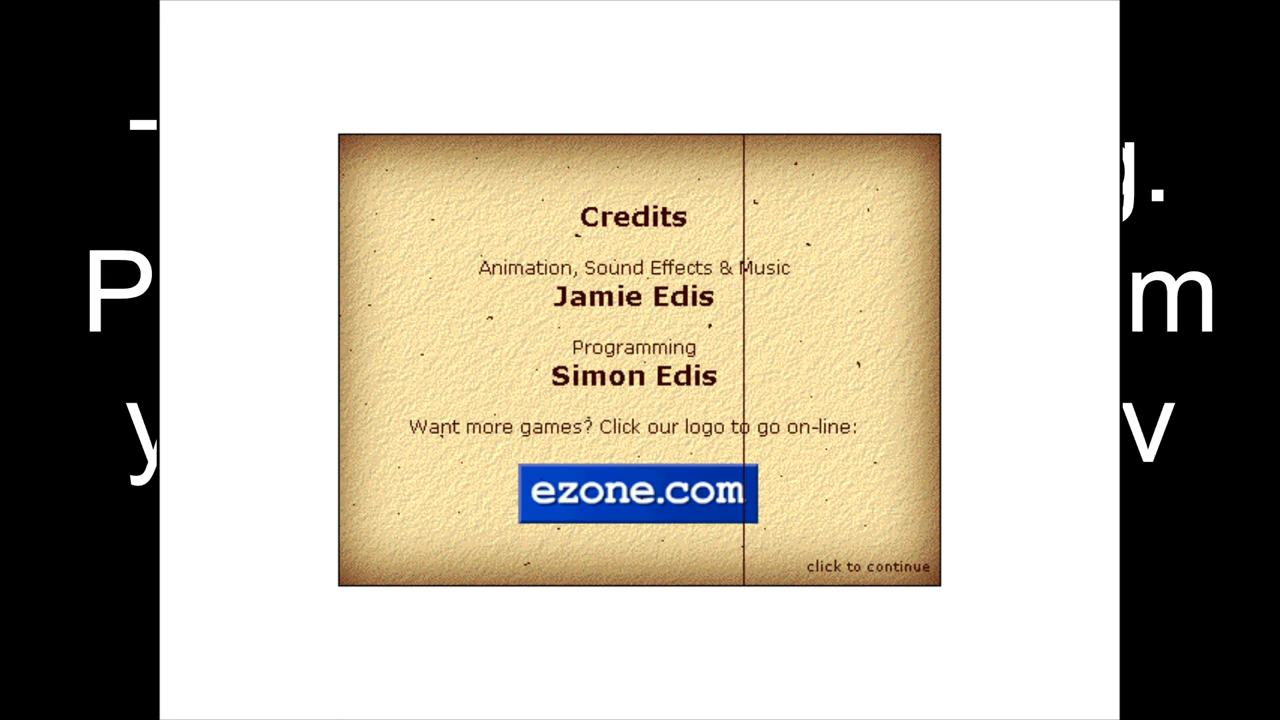 Credits
Animation, Sound Effects & Music
Jamie Edis
Programming
Simon Edis
Want more games? Click our logo to go on-line:
ezone.com
click to continue